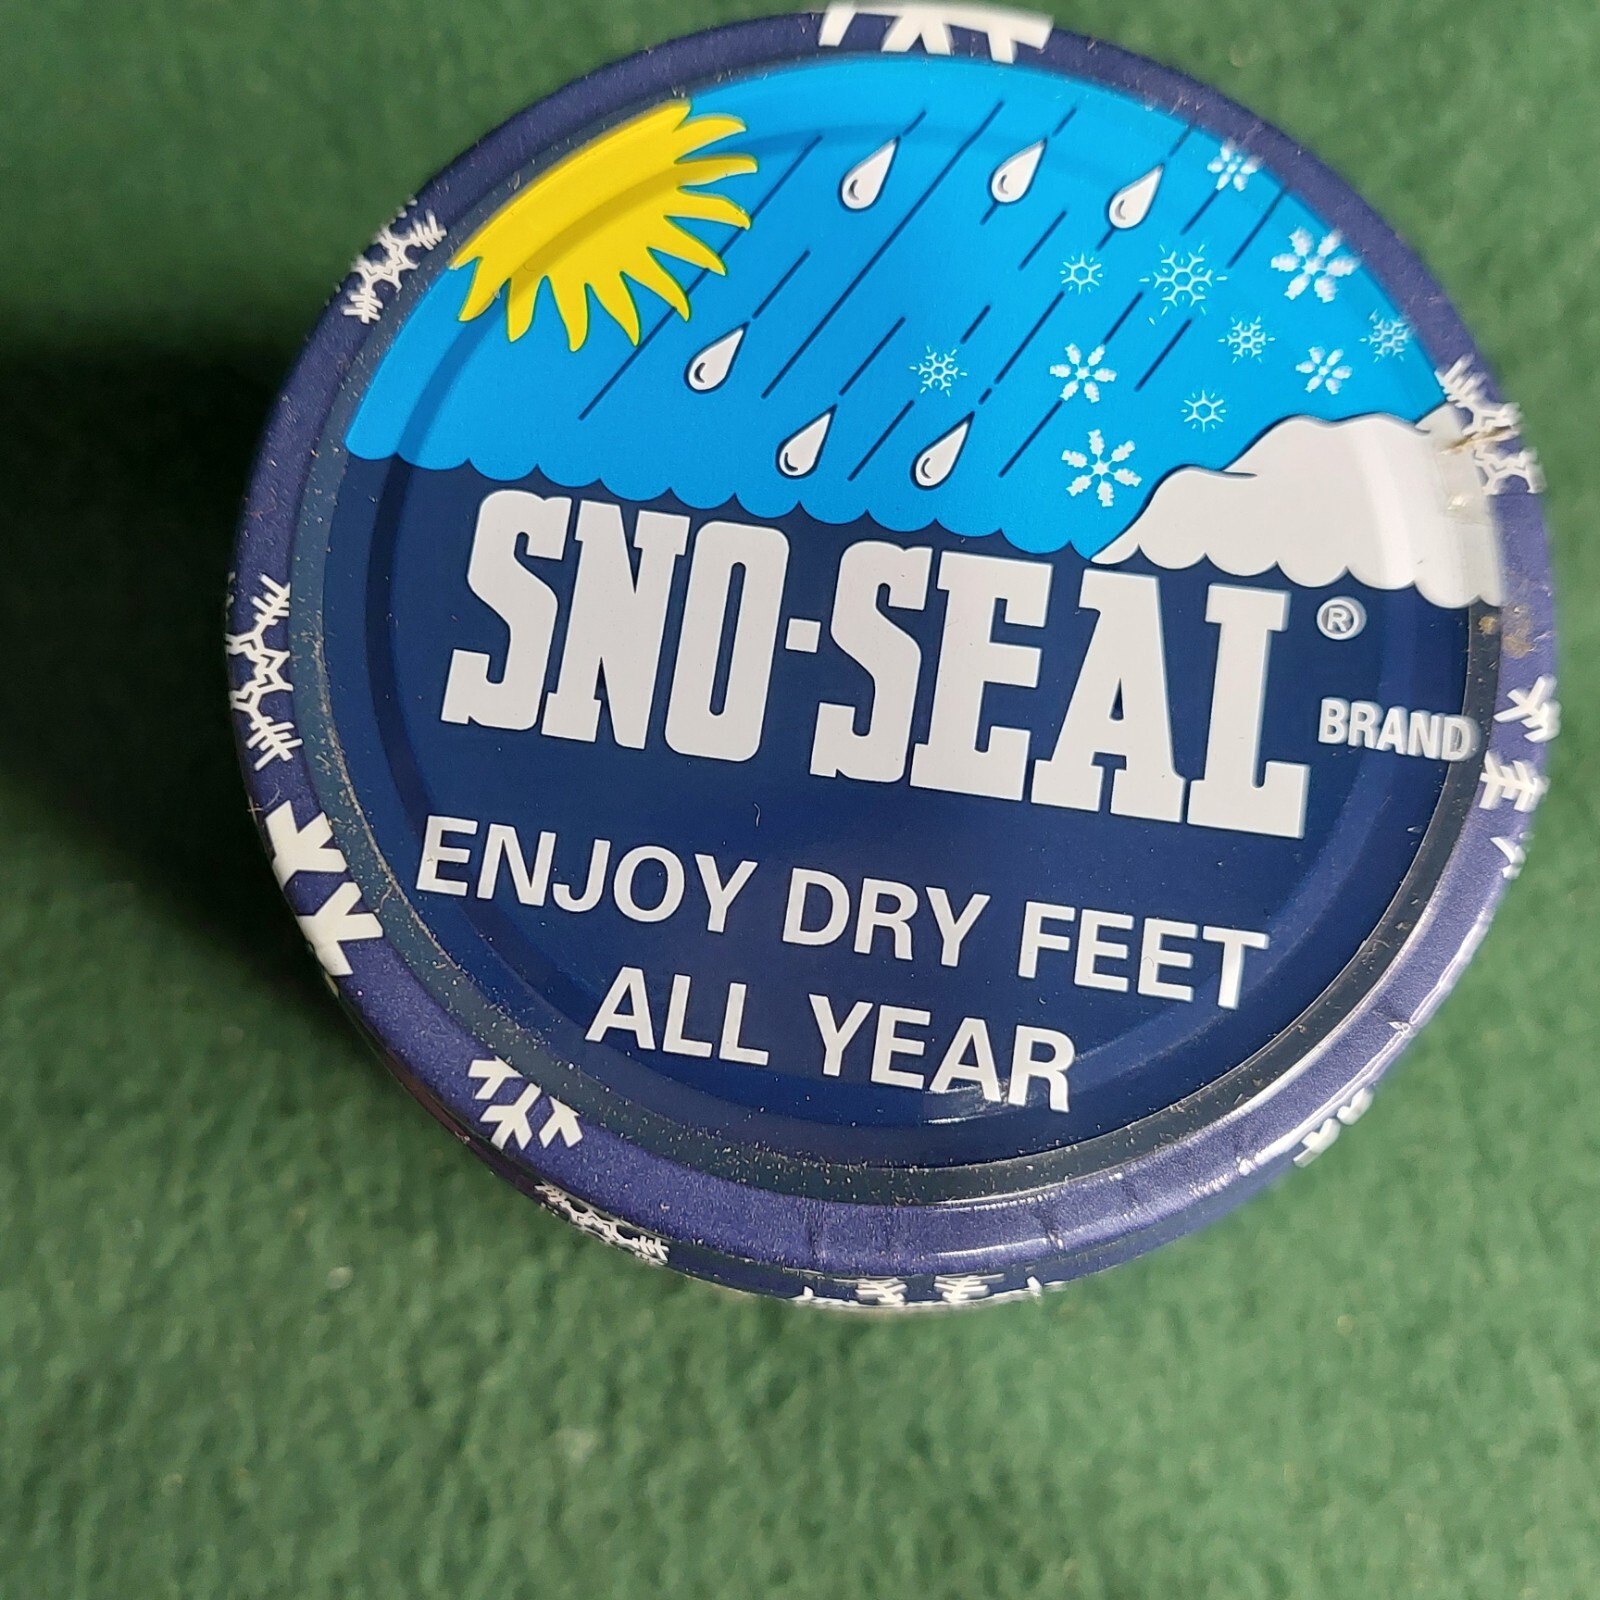 SNO-SEAL®
BRAND
ENJOY DRY FEET
ALL YEAR